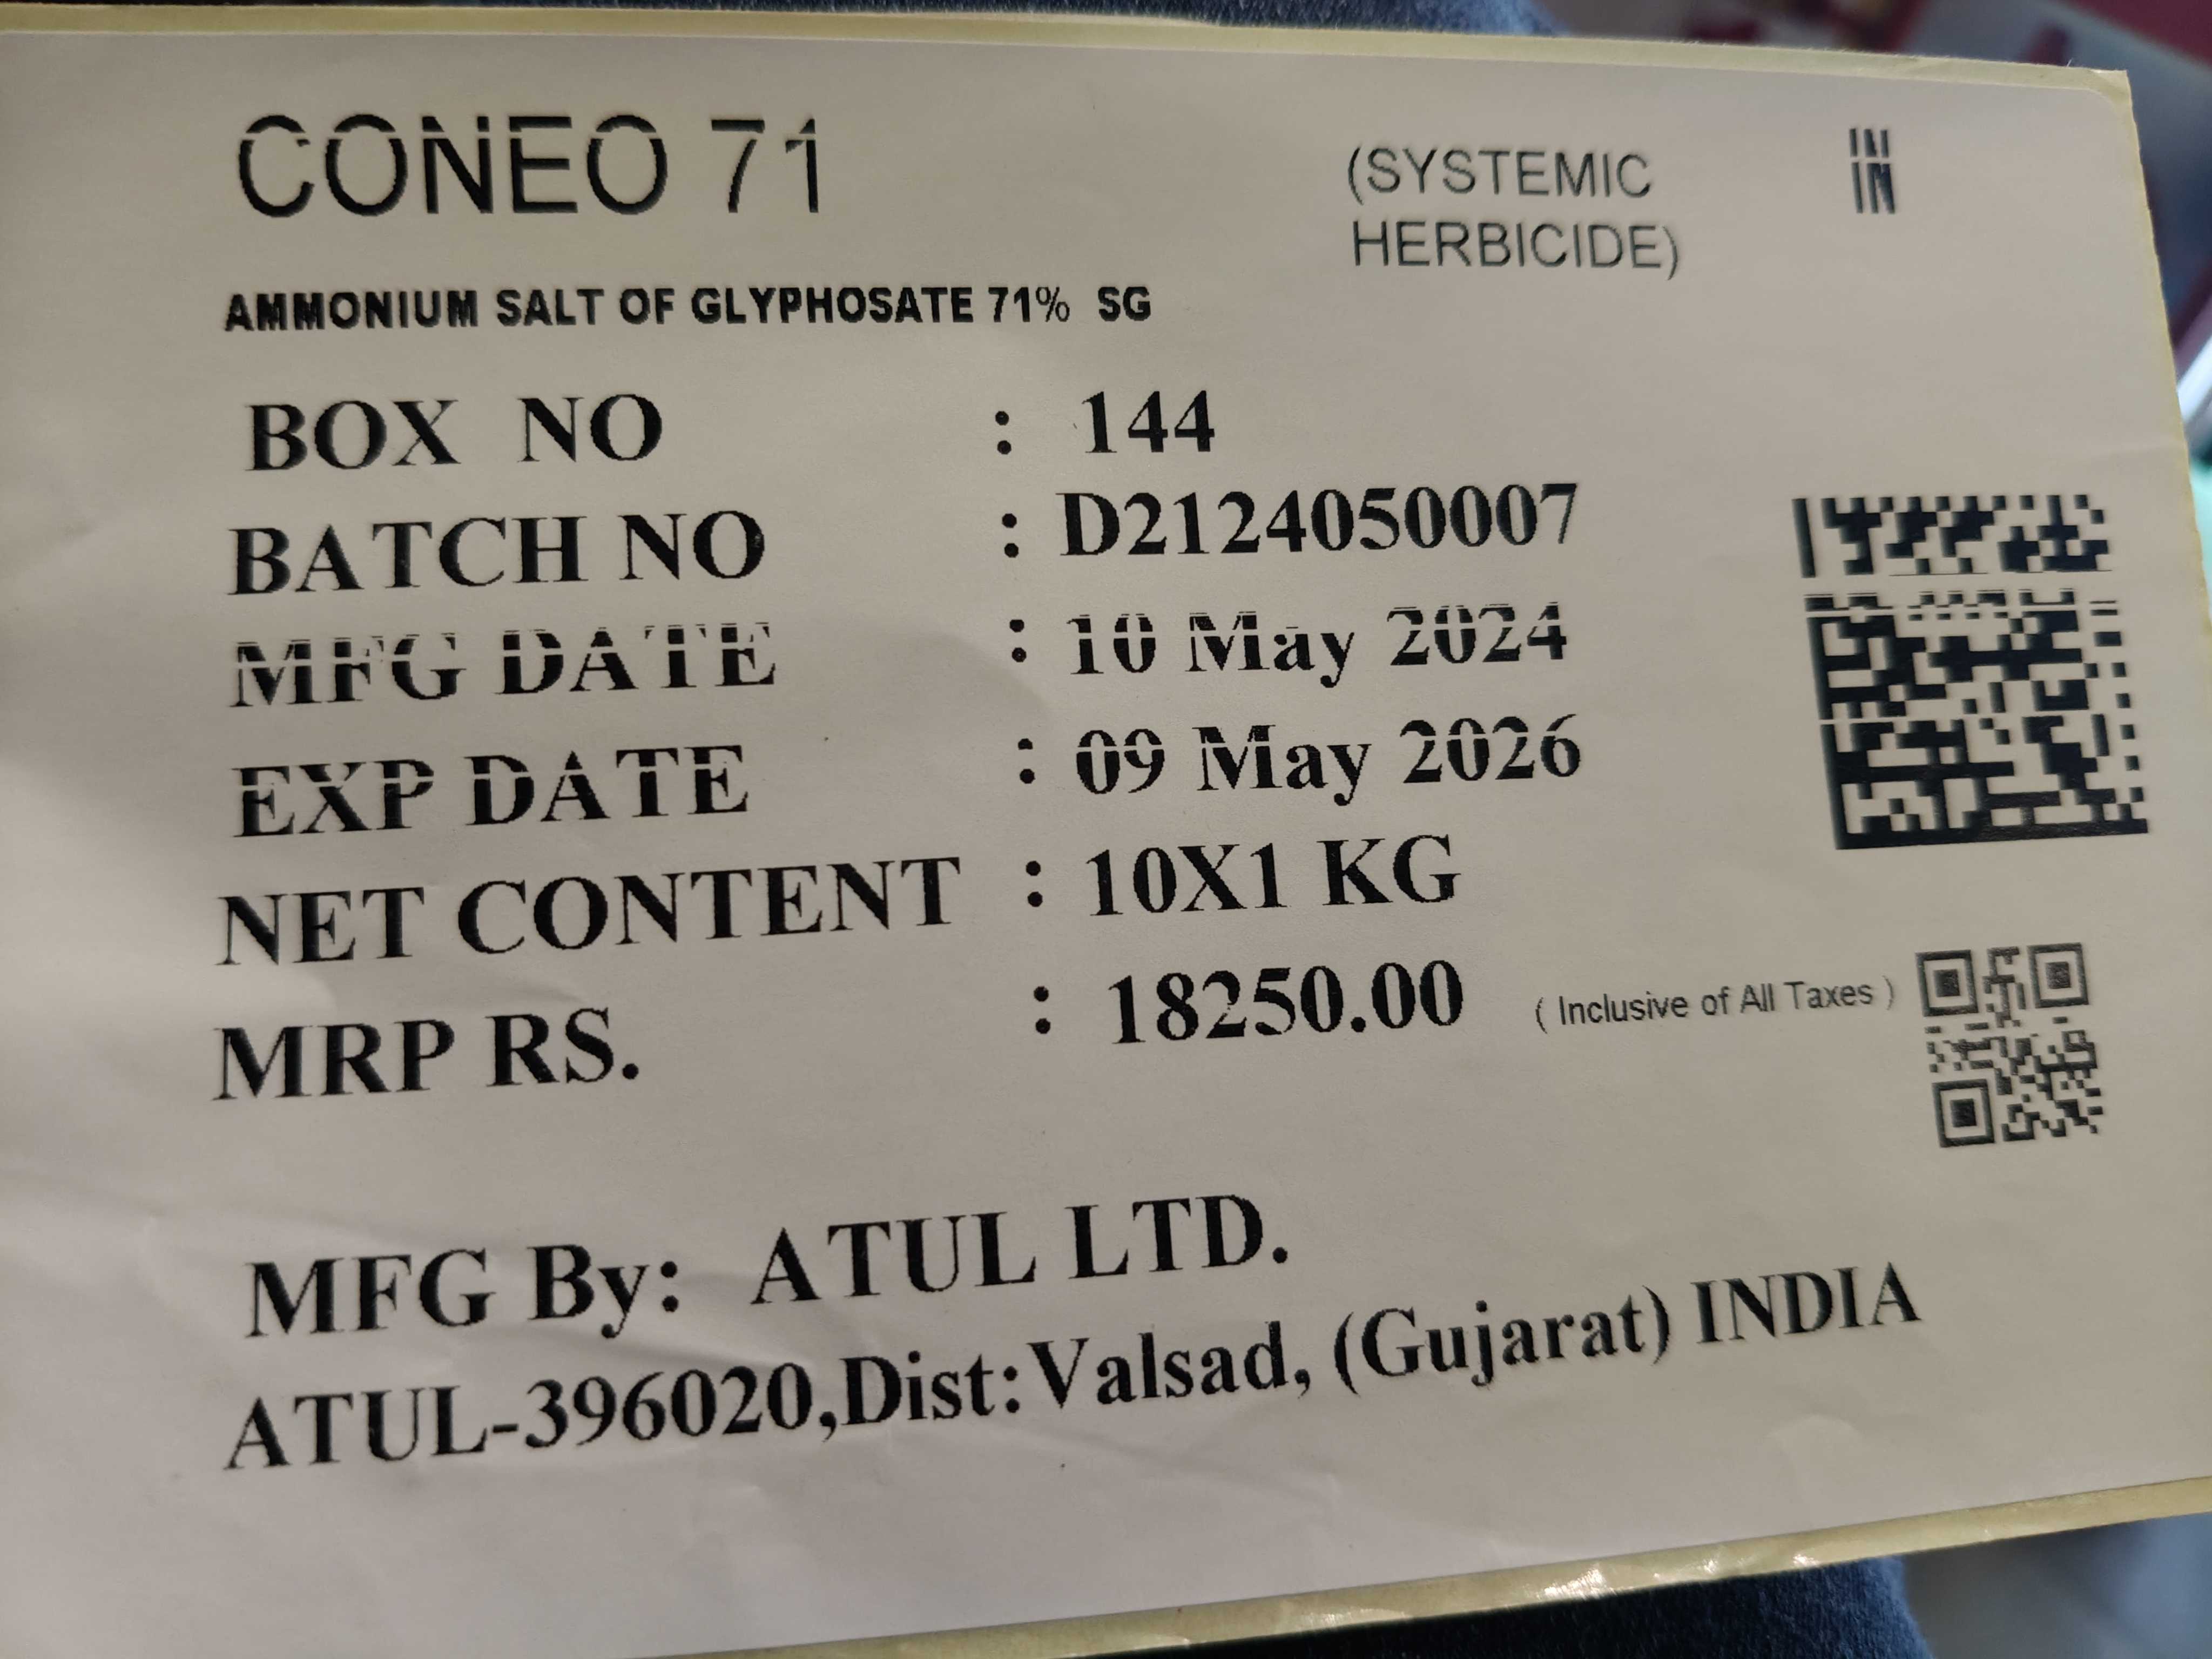 CONEO 71
(SYSTEMIC
HERBICIDE)
IN
AMMONIUM SALT OF GLYPHOSATE 71% SG
BOX NO : 144
BATCH NO : D2124050007
MFG DATE : 10 May 2024
EXP DATE : 09 May 2026
NET CONTENT : 10X1 KG
MRP RS. : 18250.00 ( Inclusive of All Taxes )
MFG By: ATUL LTD.
ATUL-396020,Dist:Valsad, (Gujarat) INDIA